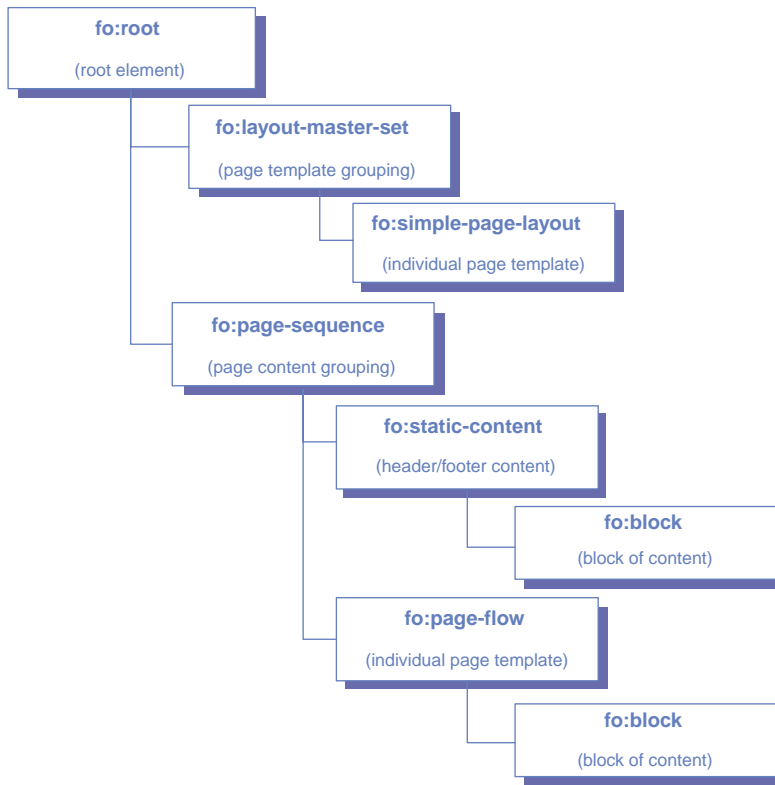 fo:root
(root element)
fo:layout-master-set
(page template grouping)
fo:simple-page-layout
(individual page template)
fo:page-sequence
(page content grouping)
fo:static-content
(header/footer content)
fo:block
(block of content)
fo:page-flow
(individual page template)
fo:block
(block of content)